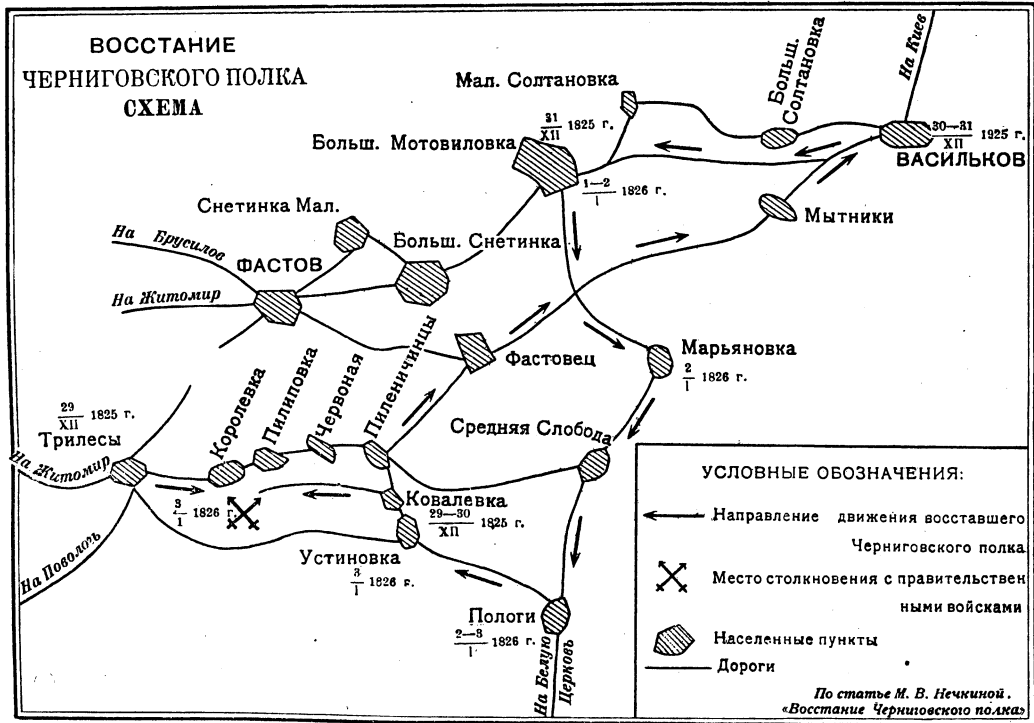 ВОССТАНИЕ
ЧЕРНИГОВСКОГО ПОЛКА
СХЕМА
Мал. Солтановка
Больш.
Солтановка
На Киев
31
XII 1825 г.
30—31
XII 1925 г.
ВАСИЛЬКОВ
Больш. Мотовиловка
1—2
I 1826 г.
Мытники
Снетинка Мал.
На Брусилов
ФАСТОВ
Больш. Снетинка
На Житомир
Фастовец
Марьяновка
2
I 1826 г.
Королевка
Пилиповка
Червоная
Пиленичинцы
29
XII 1825 г.
Трилесы
На Житомир
Средняя Слобода
3
I 1826 г.
Ковалевка
29—30
XII 1825 г.
Устиновка
3
I 1826 г.
На Поволочь
Пологи
2—3
I 1826 г.
На Белую
Церковь
УСЛОВНЫЕ ОБОЗНАЧЕНИЯ:
Направление движения восставшего
Черниговского полка
Место столкновения с правительствен
ными войсками
Населенные пункты
Дороги
По статье М. В. Нечкиной.
«Восстание Черниговского полка»